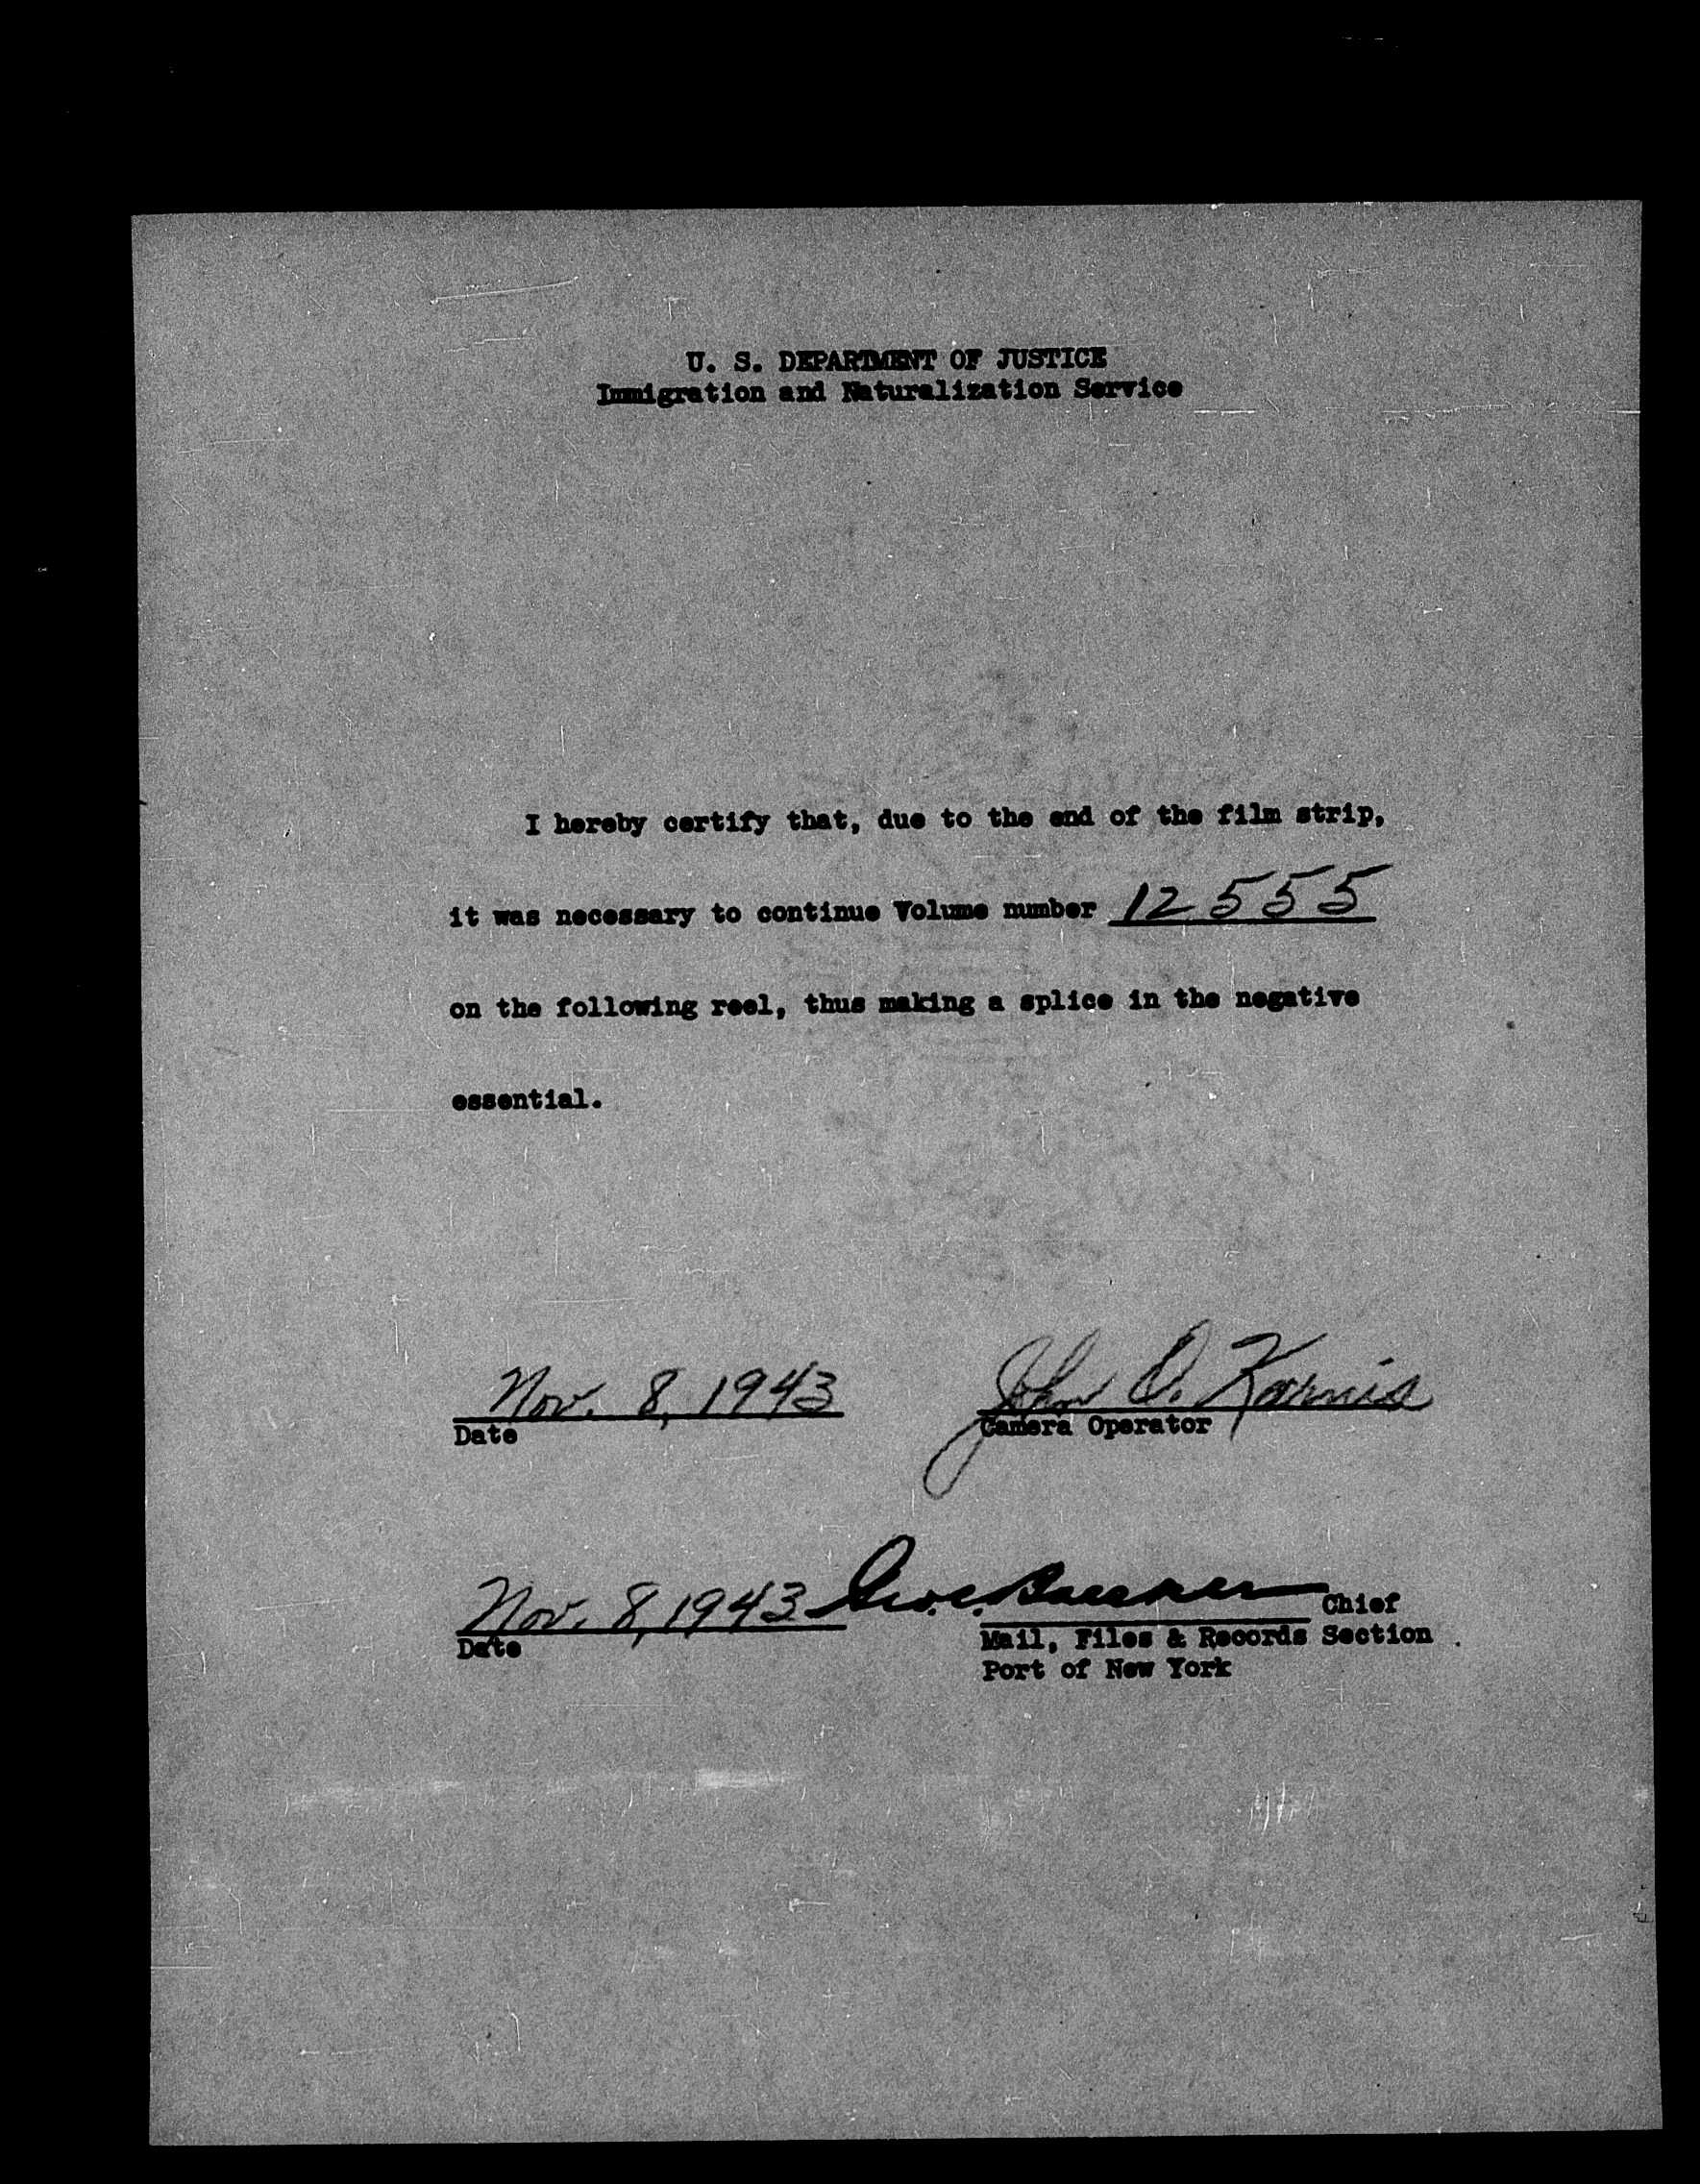 U. S. DEPARTMENT OF JUSTICE
Immigration and Naturalization Service
I hereby certify that, due to the end of the film strip,
it was necessary to continue Volume number 12555
on the following reel, thus making a splice in the negative
essential.
Nov. 8, 1943 John O.
Date Camera Operator
Nov. 8, 1943 Chief
Date Mail, Files & Records Section
Port of New York